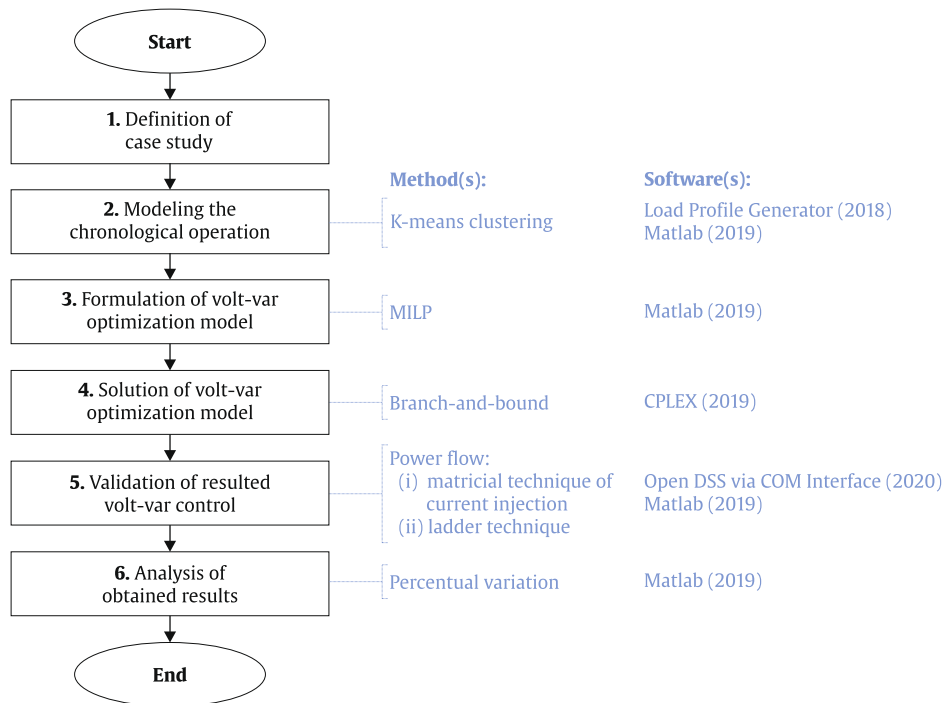 Start
1. Definition of
case study
Method(s):
Software(s):
2. Modeling the
chronological operation
K-means clustering
Load Profile Generator (2018)
Matlab (2019)
3. Formulation of volt-var
optimization model
MILP
Matlab (2019)
4. Solution of volt-var
optimization model
Branch-and-bound
CPLEX (2019)
5. Validation of resulted
volt-var control
Power flow:
(i) matricial technique of
current injection
(ii) ladder technique
Open DSS via COM Interface (2020)
Matlab (2019)
6. Analysis of
obtained results
Percentual variation
Matlab (2019)
End